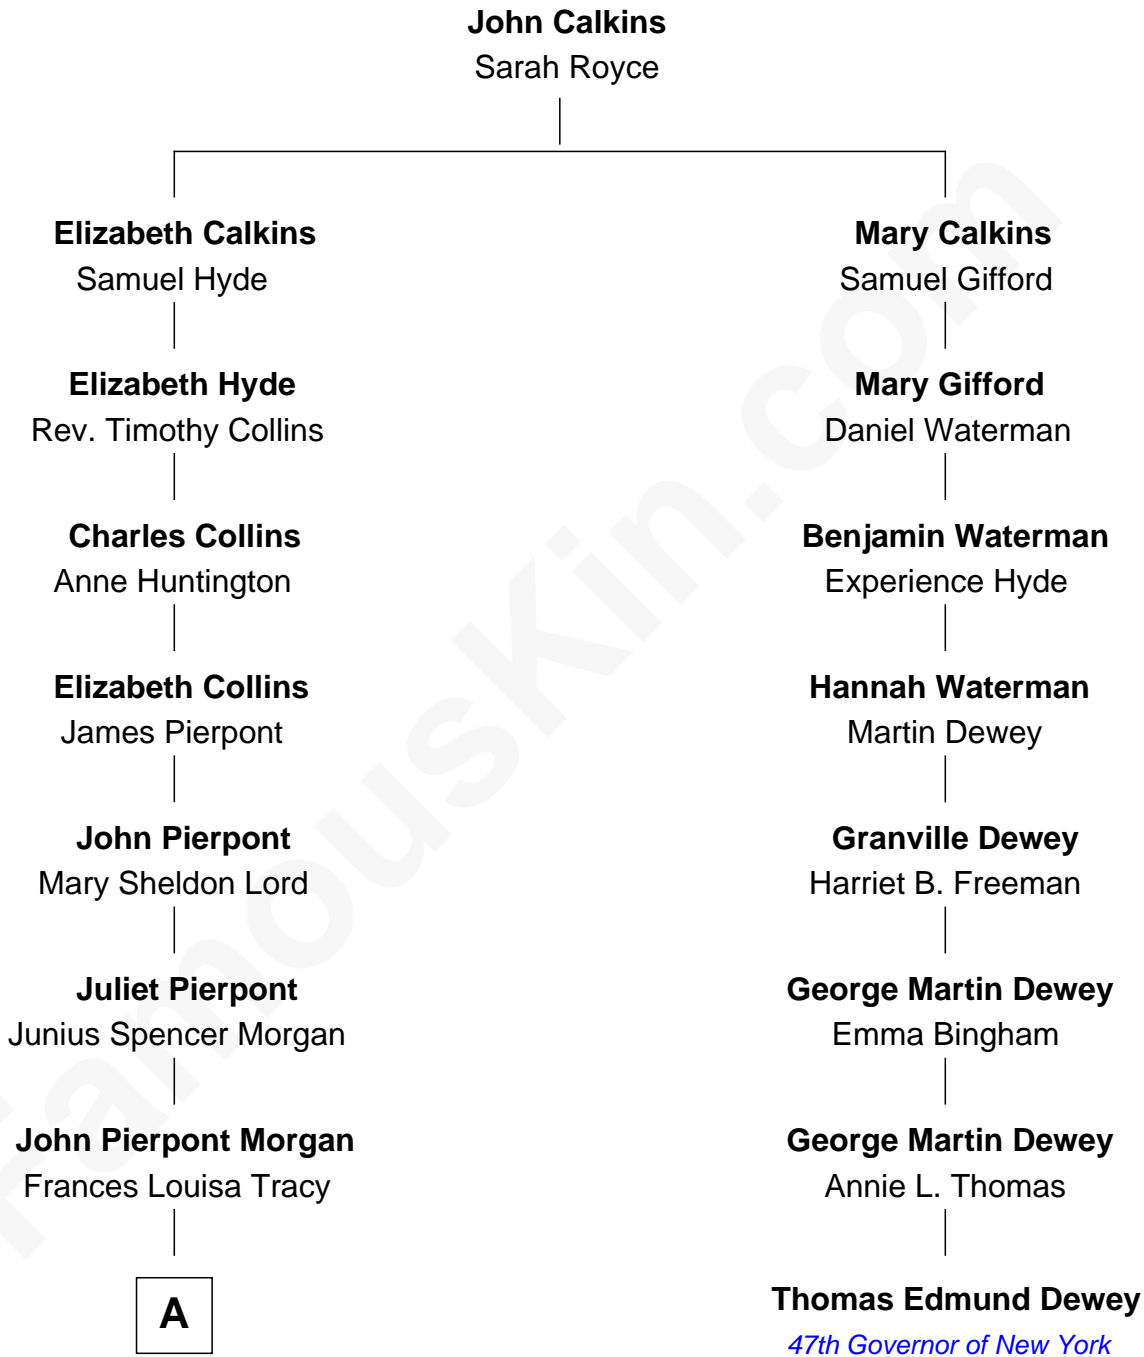 John Calkins
Sarah Royce
Elizabeth Calkins
Samuel Hyde
Mary Calkins
Samuel Gifford
Elizabeth Hyde
Rev. Timothy Collins
Mary Gifford
Daniel Waterman
Charles Collins
Anne Huntington
Benjamin Waterman
Experience Hyde
Elizabeth Collins
James Pierpont
Hannah Waterman
Martin Dewey
John Pierpont
Mary Sheldon Lord
Granville Dewey
Harriet B. Freeman
Juliet Pierpont
Junius Spencer Morgan
George Martin Dewey
Emma Bingham
John Pierpont Morgan
Frances Louisa Tracy
George Martin Dewey
Annie L. Thomas
A
Thomas Edmund Dewey
47th Governor of New York
FamousKin.com